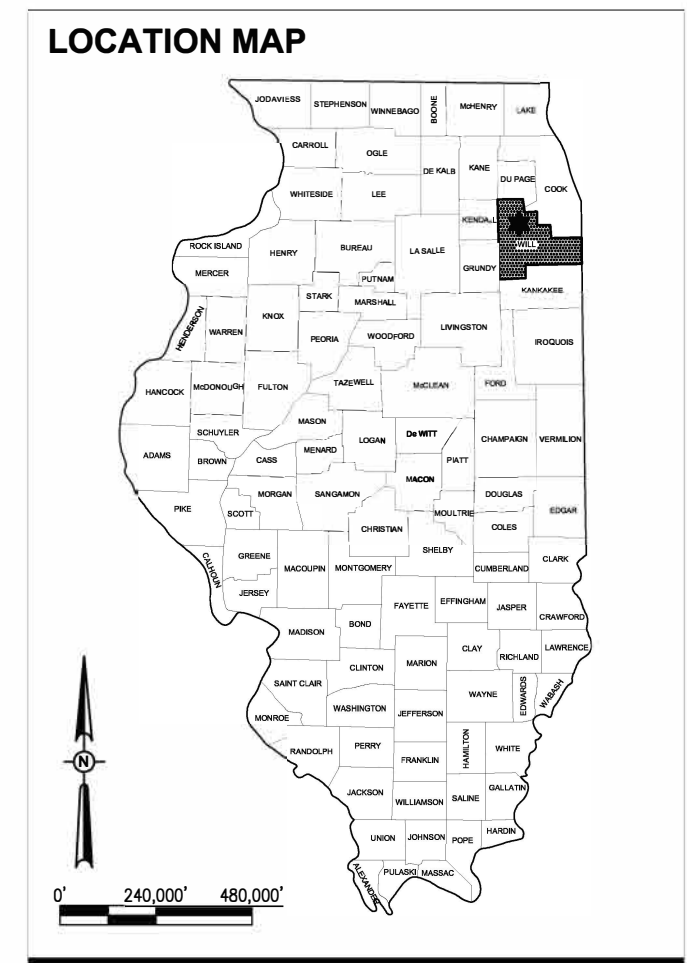 LOCATION MAP
JODAVIESS
STEPHENSON
WINNEBAGO
BOONE
McHENRY
LAKE
CARROLL
OGLE
DE KALB
KANE
DU PAGE
COOK
WHITESIDE
LEE
KENDALL
ROCK ISLAND
HENRY
BUREAU
LA SALLE
WILL
MERCER
PUTNAM
GRUNDY
KANKAKEE
STARK
MARSHALL
HENDERSON
WARREN
KNOX
PEORIA
WOODFORD
LIVINGSTON
IROQUOIS
HANCOCK
McDONOUGH
FULTON
TAZEWELL
McCLEAN
FORD
MASON
SCHUYLER
LOGAN
De WITT
CHAMPAIGN
VERMILION
ADAMS
BROWN
CASS
MENARD
PIATT
MACON
PIKE
SCOTT
MORGAN
SANGAMON
DOUGLAS
MOULTRIE
EDGAR
CHRISTIAN
COLES
SHELBY
CALHOUN
GREENE
MACOUPIN
MONTGOMERY
CUMBERLAND
CLARK
JERSEY
FAYETTE
EFFINGHAM
JASPER
CRAWFORD
MADISON
BOND
CLAY
RICHLAND
LAWRENCE
CLINTON
MARION
SAINT CLAIR
WAYNE
EDWARDS
WABASH
WASHINGTON
JEFFERSON
MONROE
RANDOLPH
PERRY
HAMILTON
WHITE
FRANKLIN
N
JACKSON
WILLIAMSON
SALINE
GALLATIN
UNION
JOHNSON
POPE
HARDIN
ALEXANDER
PULASKI
MASSAC
0' 240,000' 480,000'